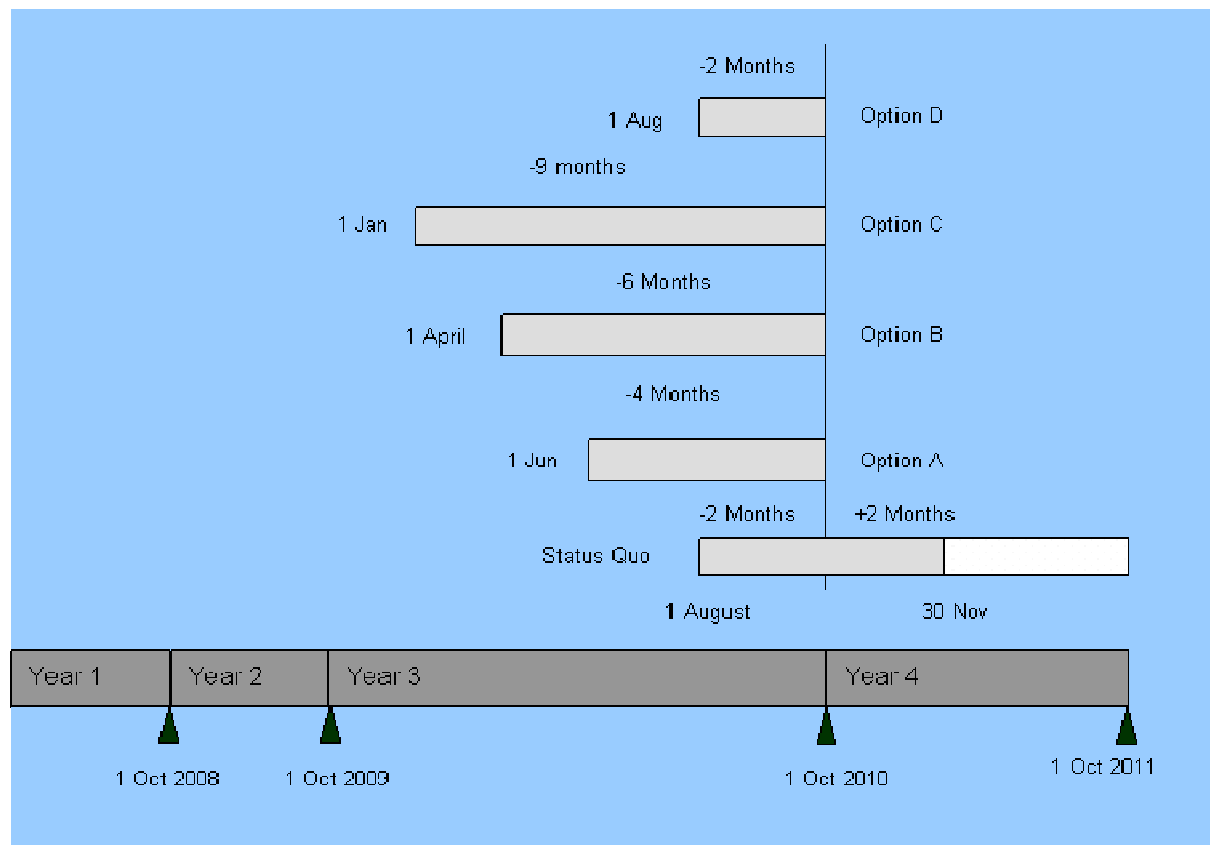 -2 Months
1 Aug
Option D
-9 months
1 Jan
Option C
-6 Months
1 April
Option B
-4 Months
1 Jun
Option A
-2 Months
+2 Months
Status Quo
1 August
30 Nov
Year 1
Year 2
Year 3
Year 4
1 Oct 2008
1 Oct 2009
1 Oct 2010
1 Oct 2011